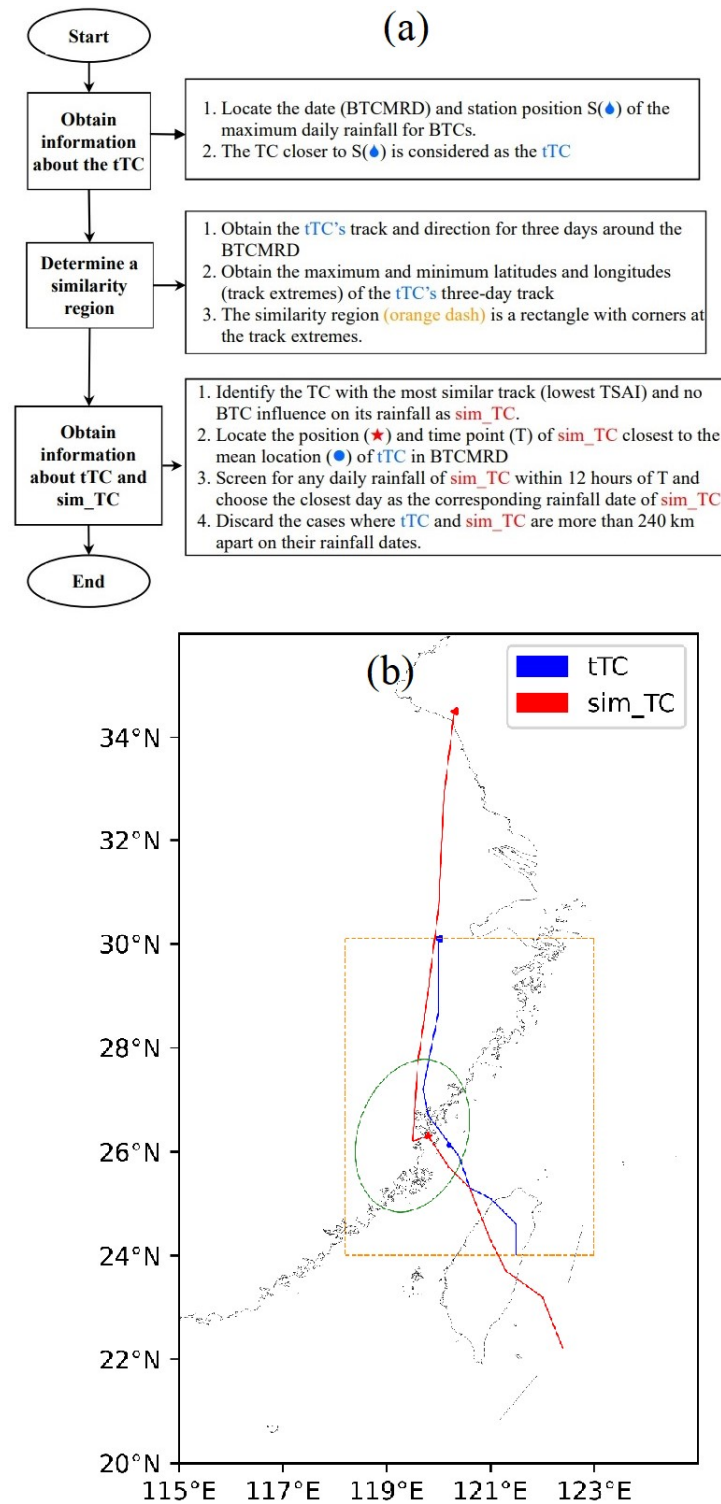 (a)
Start
Obtain
information
about the tTC
1. Locate the date (BTCMRD) and station position S(💧) of the
maximum daily rainfall for BTCs.
2. The TC closer to S(💧) is considered as the tTC
Determine a
similarity
region
1. Obtain the tTC's track and direction for three days around the
BTCMRD
2. Obtain the maximum and minimum latitudes and longitudes
(track extremes) of the tTC's three-day track
3. The similarity region (orange dash) is a rectangle with corners at
the track extremes.
Obtain
information
about tTC and
sim_TC
1. Identify the TC with the most similar track (lowest TSAI) and no
BTC influence on its rainfall as sim_TC.
2. Locate the position (★) and time point (T) of sim_TC closest to the
mean location (●) of tTC in BTCMRD
3. Screen for any daily rainfall of sim_TC within 12 hours of T and
choose the closest day as the corresponding rainfall date of sim_TC
4. Discard the cases where tTC and sim_TC are more than 240 km
apart on their rainfall dates.
End
(b)
tTC
sim_TC
34°N
32°N
30°N
28°N
26°N
24°N
22°N
20°N
115°E 117°E 119°E 121°E 123°E